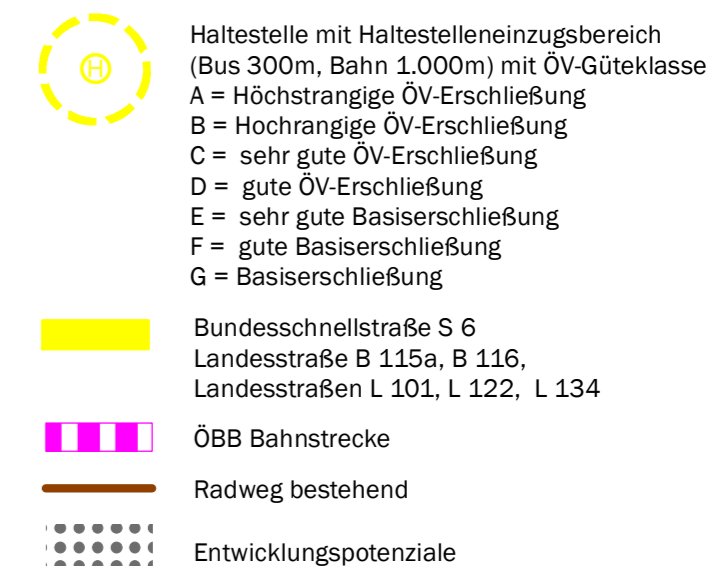 Haltestelle mit Haltestelleneinzugsbereich
H
(Bus 300m, Bahn 1.000m) mit ÖV-Güteklasse
A = Höchstrangige ÖV-Erschließung
B = Hochrangige ÖV-Erschließung
C = sehr gute ÖV-Erschließung
D = gute ÖV-Erschließung
E = sehr gute Basiserschließung
F = gute Basiserschließung
G = Basiserschließung
Bundesschnellstraße S 6
Landesstraße B 115a, B 116,
Landesstraßen L 101, L 122, L 134
ÖBB Bahnstrecke
Radweg bestehend
Entwicklungspotenziale